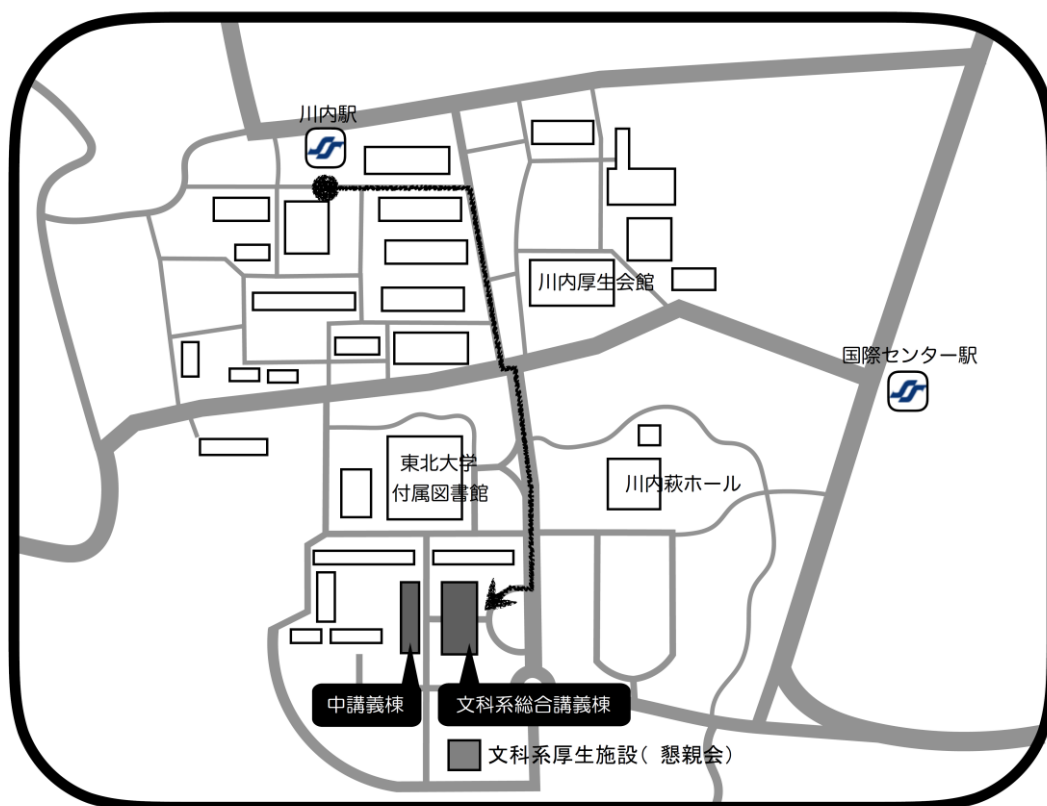 川内駅
川内厚生会館
国際センター駅
東北大学
付属図書館
川内萩ホール
中講義棟
文科系総合講義棟
文科系厚生施設( 懇親会)